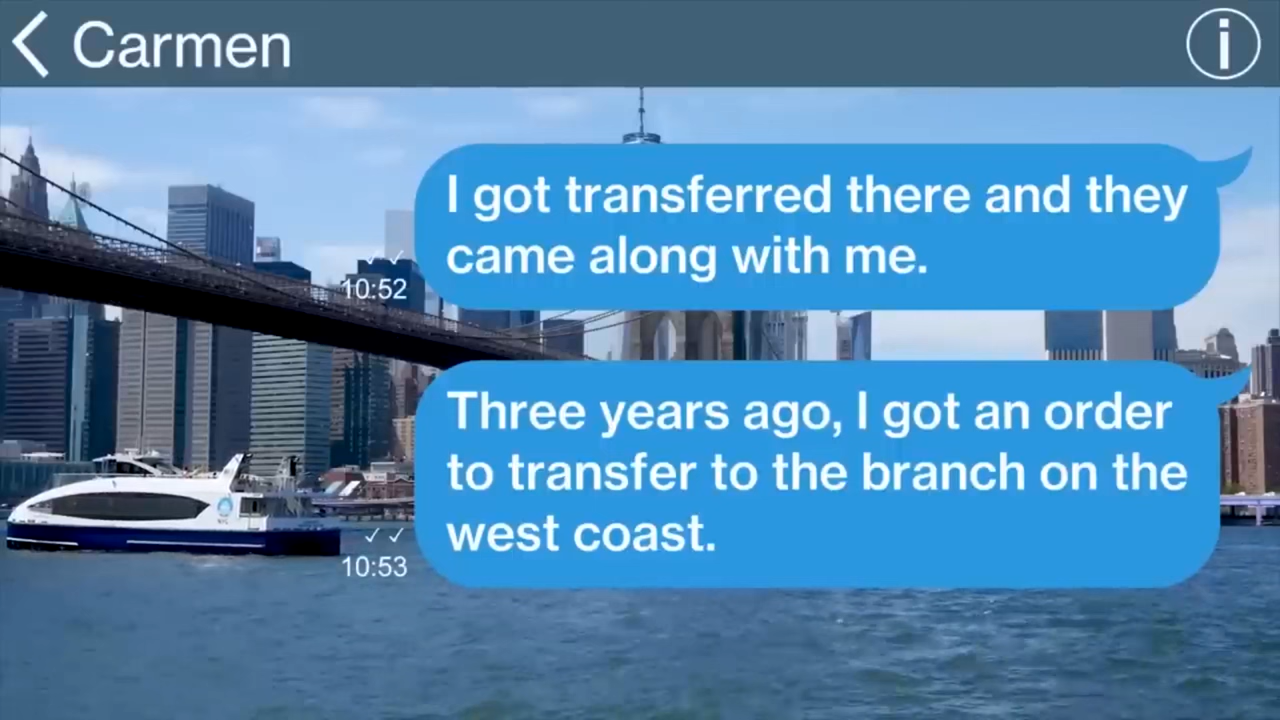 Carmen
I got transferred there and they
came along with me.
10:52
Three years ago, I got an order
to transfer to the branch on the
west coast.
10:53